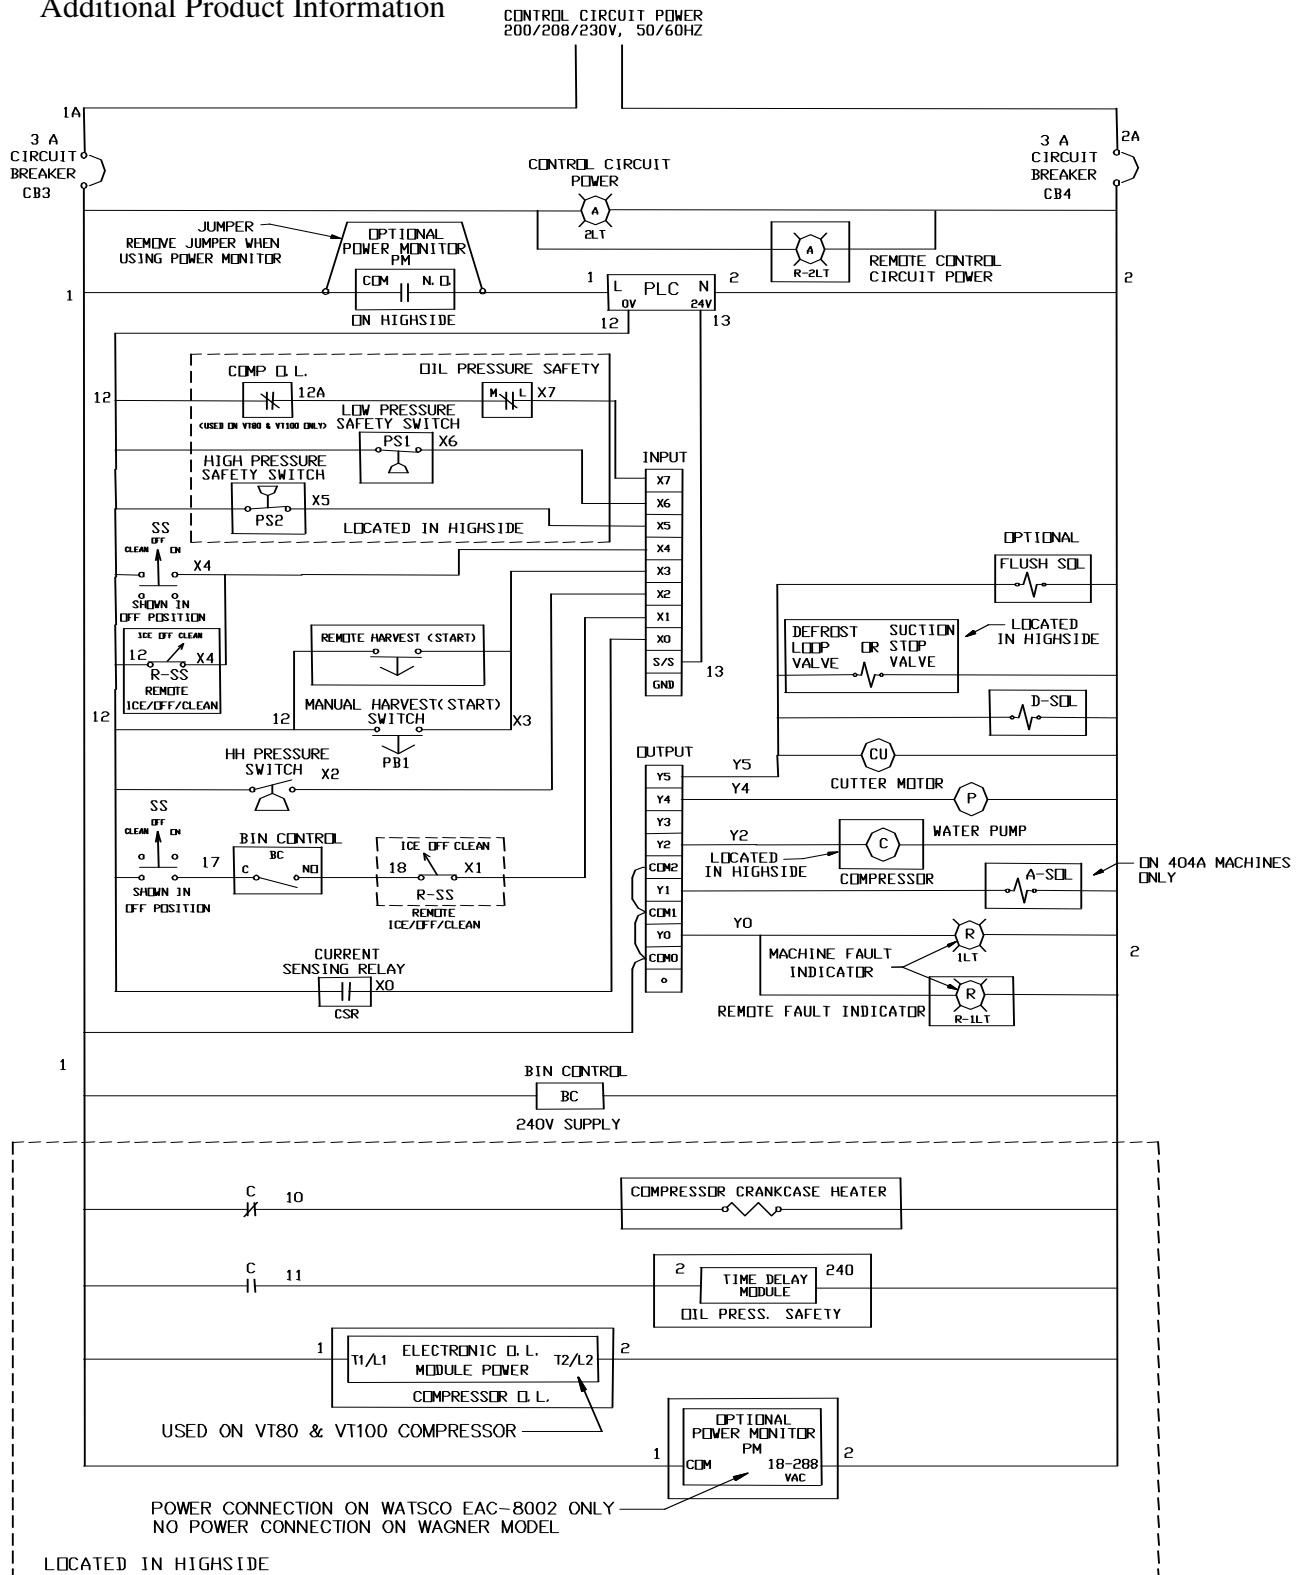 Additional Product Information
CONTROL CIRCUIT POWER
200/208/230V, 50/60HZ
1A
2A
3 A
CIRCUIT
BREAKER
CB3
3 A
CIRCUIT
BREAKER
CB4
CONTROL CIRCUIT
POWER
A
2LT
JUMPER
REMOVE JUMPER WHEN
USING POWER MONITOR
OPTIONAL
POWER MONITOR
PM
COM N.O.
ON HIGHSIDE
A
R-2LT
REMOTE CONTROL
CIRCUIT POWER
1
1
L PLC N
0V 24V
2
2
12
13
COMP O.L.
OIL PRESSURE SAFETY
12
12A
M L X7
(USED ON VT80 & VT100 ONLY)
LOW PRESSURE
SAFETY SWITCH
PS1 X6
HIGH PRESSURE
SAFETY SWITCH
X5
PS2
LOCATED IN HIGHSIDE
INPUT
X7
X6
X5
X4
X3
X2
X1
X0
S/S
GND
13
SS
OFF
CLEAN ON
X4
SHOWN IN
OFF POSITION
ICE OFF CLEAN
12 X4
R-SS
REMOTE
ICE/OFF/CLEAN
REMOTE HARVEST (START)
MANUAL HARVEST(START)
SWITCH
12
12
X3
PB1
HH PRESSURE
SWITCH X2
SS
OFF
CLEAN ON
17
SHOWN IN
OFF POSITION
BIN CONTROL
BC
C NO
ICE OFF CLEAN
18 X1
R-SS
REMOTE
ICE/OFF/CLEAN
CURRENT
SENSING RELAY
X0
CSR
OPTIONAL
FLUSH SOL
DEFROST SUCTION
LOOP OR STOP
VALVE VALVE
LOCATED
IN HIGHSIDE
D-SOL
OUTPUT
Y5
Y4
Y3
Y2
COM2
Y1
COM1
Y0
COM0
Y5
CU
CUTTER MOTOR
Y4
P
WATER PUMP
Y2
LOCATED
IN HIGHSIDE
C
COMPRESSOR
A-SOL
ON 404A MACHINES
ONLY
Y0
R
1LT
MACHINE FAULT
INDICATOR
2
R
R-1LT
REMOTE FAULT INDICATOR
1
BIN CONTROL
BC
240V SUPPLY
C
10
COMPRESSOR CRANKCASE HEATER
C
11
2
TIME DELAY
MODULE
240
OIL PRESS. SAFETY
1
T1/L1 ELECTRONIC O.L. T2/L2
MODULE POWER
2
COMPRESSOR O.L.
USED ON VT80 & VT100 COMPRESSOR
OPTIONAL
POWER MONITOR
PM
1
COM 18-288
VAC
2
POWER CONNECTION ON WATSCO EAC-8002 ONLY
NO POWER CONNECTION ON WAGNER MODEL
LOCATED IN HIGHSIDE